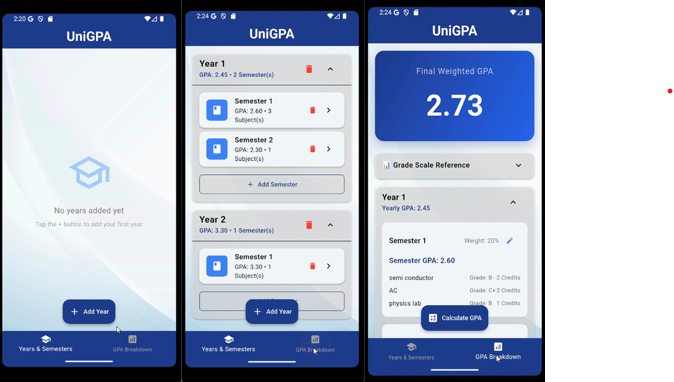 2:20
UniGPA
No years added yet
Tap the + button to add your first year
+ Add Year
Years & Semesters
GPA Breakdown
2:24
UniGPA
Year 1
GPA: 2.45 • 2 Semester(s)
Semester 1
GPA: 2.60 • 3
Subject(s)
Semester 2
GPA: 2.30 • 1
Subject(s)
+ Add Semester
Year 2
GPA: 3.30 • 1 Semester(s)
Semester 1
GPA: 3.30 • 1
Subject(s)
+ Add Year
Years & Semesters
GPA Breakdown
2:24
UniGPA
Final Weighted GPA
2.73
Grade Scale Reference
Year 1
Yearly GPA: 2.45
Semester 1
Weight: 20%
Semester GPA: 2.60
semi conductor Grade: B- 2 Credits
AC Grade: C+ 2 Credits
physics lab Grade: B 1 Credits
Calculate GPA
Years & Semesters
GPA Breakdown